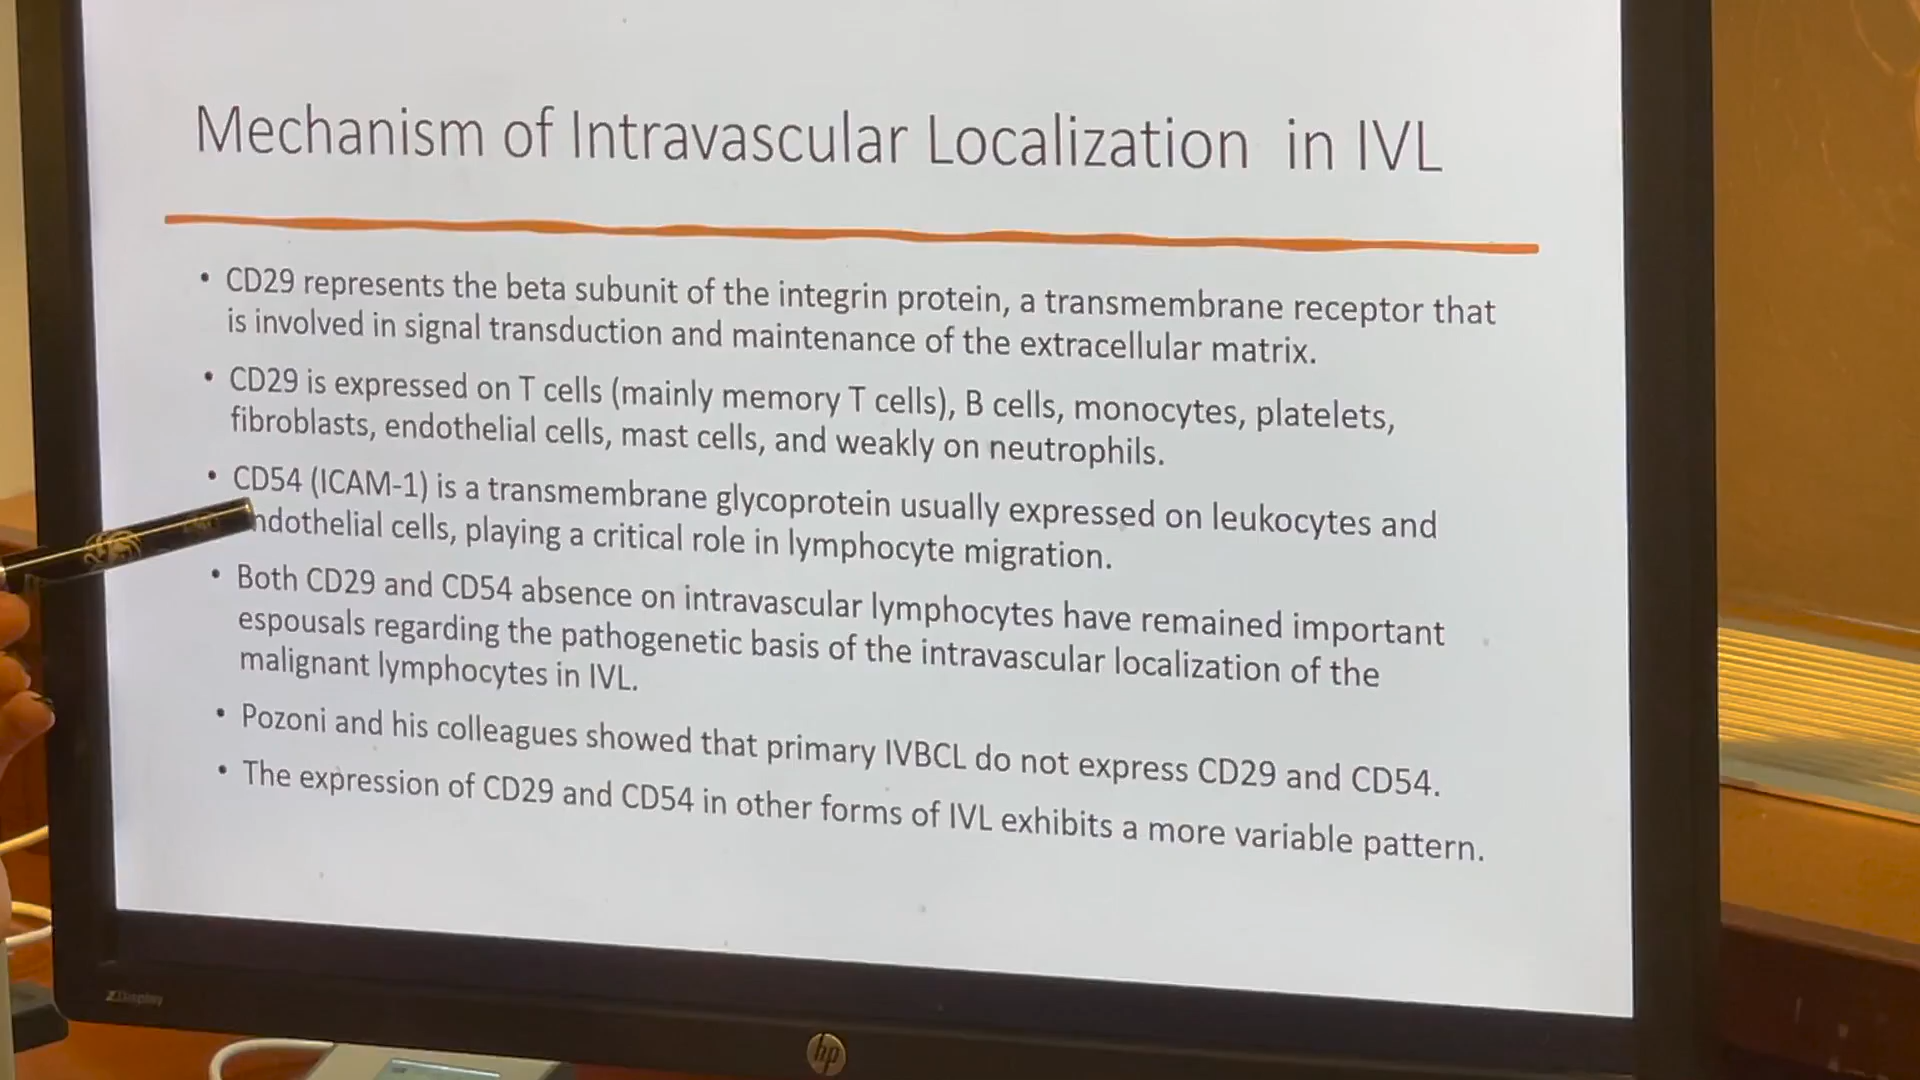 Mechanism of Intravascular Localization in IVL
• CD29 represents the beta subunit of the integrin protein, a transmembrane receptor that
is involved in signal transduction and maintenance of the extracellular matrix.
• CD29 is expressed on T cells (mainly memory T cells), B cells, monocytes, platelets,
fibroblasts, endothelial cells, mast cells, and weakly on neutrophils.
• CD54 (ICAM-1) is a transmembrane glycoprotein usually expressed on leukocytes and
ndothelial cells, playing a critical role in lymphocyte migration.
• Both CD29 and CD54 absence on intravascular lymphocytes have remained important
espousals regarding the pathogenetic basis of the intravascular localization of the
malignant lymphocytes in IVL.
• Pozoni and his colleagues showed that primary IVBCL do not express CD29 and CD54.
• The expression of CD29 and CD54 in other forms of IVL exhibits a more variable pattern.
ZDisplay
hp